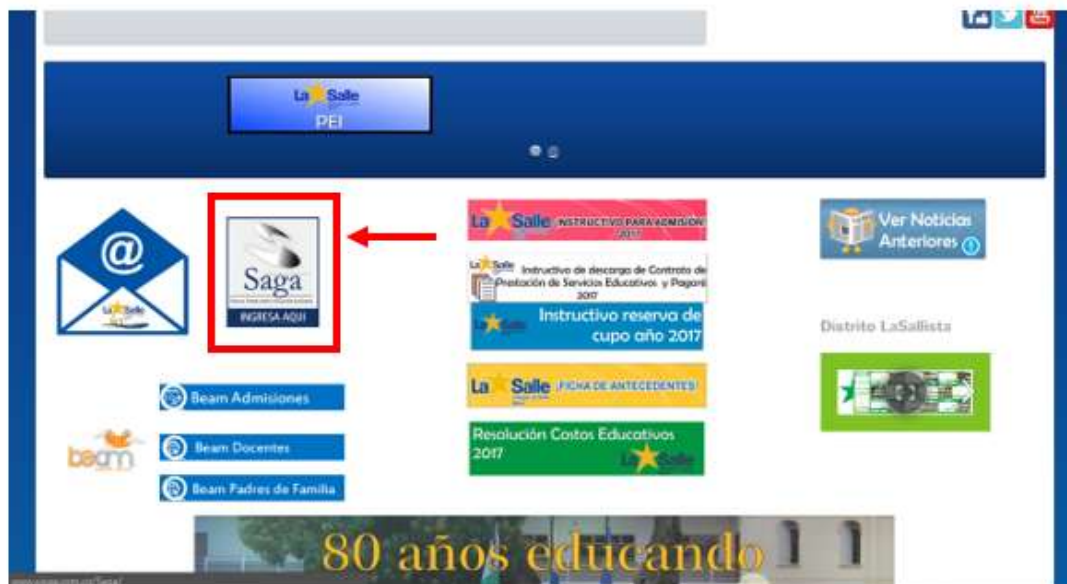 La Salle
PEI
@
La Salle
Saga
INGRESA AQUI
La Salle INSTRUCTIVO PARA ADMISIÓN
2017
La Salle Instructivo de descarga de Contrato de
Prestación de Servicios Educativos y Pagaré
2017
Instructivo reserva de
cupo año 2017
La Salle ¡FICHA DE ANTECEDENTES!
Resolución Costos Educativos
2017
La Salle
Ver Noticias
Anteriores
Distrito LaSallista
beam
Beam Admisiones
Beam Docentes
Beam Padres de Familia
80 años educando